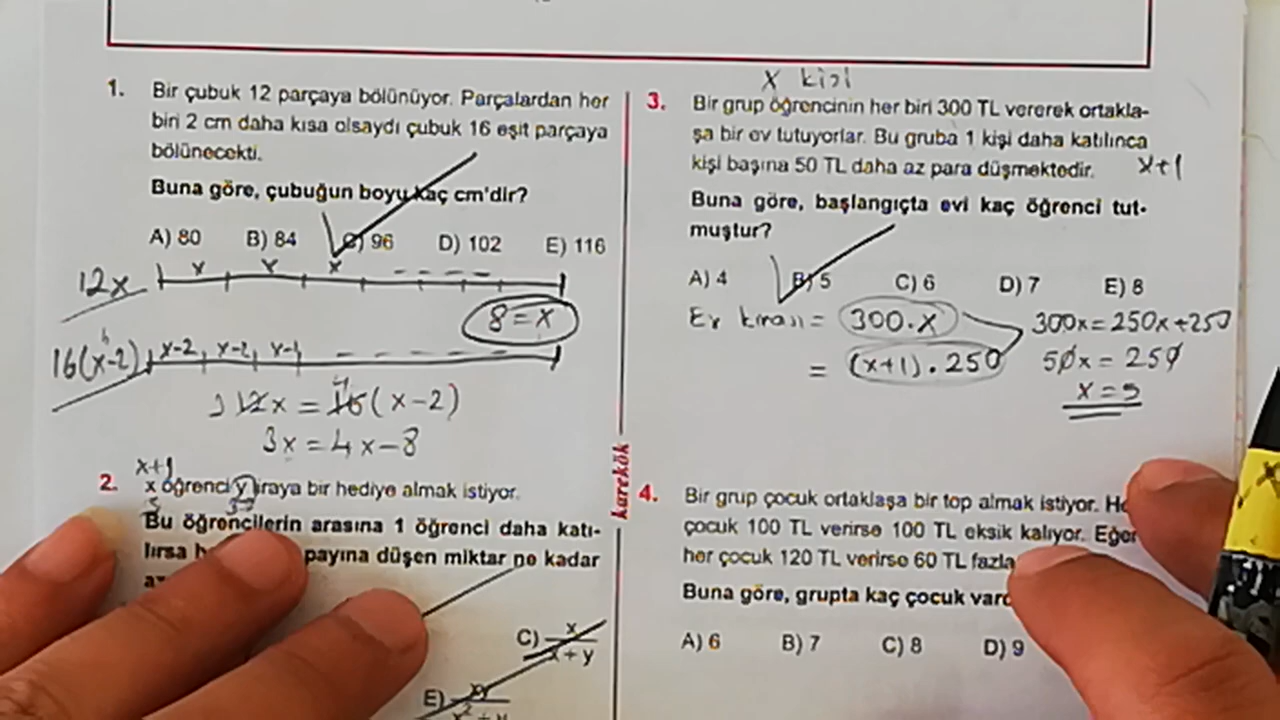 1. Bir çubuk 12 parçaya bölünüyor. Parçalardan her
biri 2 cm daha kısa olsaydı çubuk 16 eşit parçaya
bölünecekti.
Buna göre, çubuğun boyu kaç cm'dir?
A) 80 B) 84 C) 96 D) 102 E) 116
x x x
12x
8 = x
16(x-2) x-2 x-2
12x = 16(x-2)
3x = 4x-8
x+1
2. x öğrenci y liraya bir hediye almak istiyor.
Bu öğrencilerin arasına 1 öğrenci daha katı-
lırsa payına düşen miktar ne kadar
C) x/x+y
E)
karekök
x kişi
3. Bir grup öğrencinin her biri 300 TL vererek ortakla-
şa bir ev tutuyorlar. Bu gruba 1 kişi daha katılınca
kişi başına 50 TL daha az para düşmektedir. x+1
Buna göre, başlangıçta evi kaç öğrenci tut-
muştur?
A) 4 B) 5 C) 6 D) 7 E) 8
Ev kirası = 300.x 300x=250x+250
= (x+1).250 50x = 250
x = 5
4. Bir grup çocuk ortaklaşa bir top almak istiyor.
çocuk 100 TL verirse 100 TL eksik kalıyor. Eğer
her çocuk 120 TL verirse 60 TL fazla
Buna göre, grupta kaç çocuk
A) 6 B) 7 C) 8 D) 9